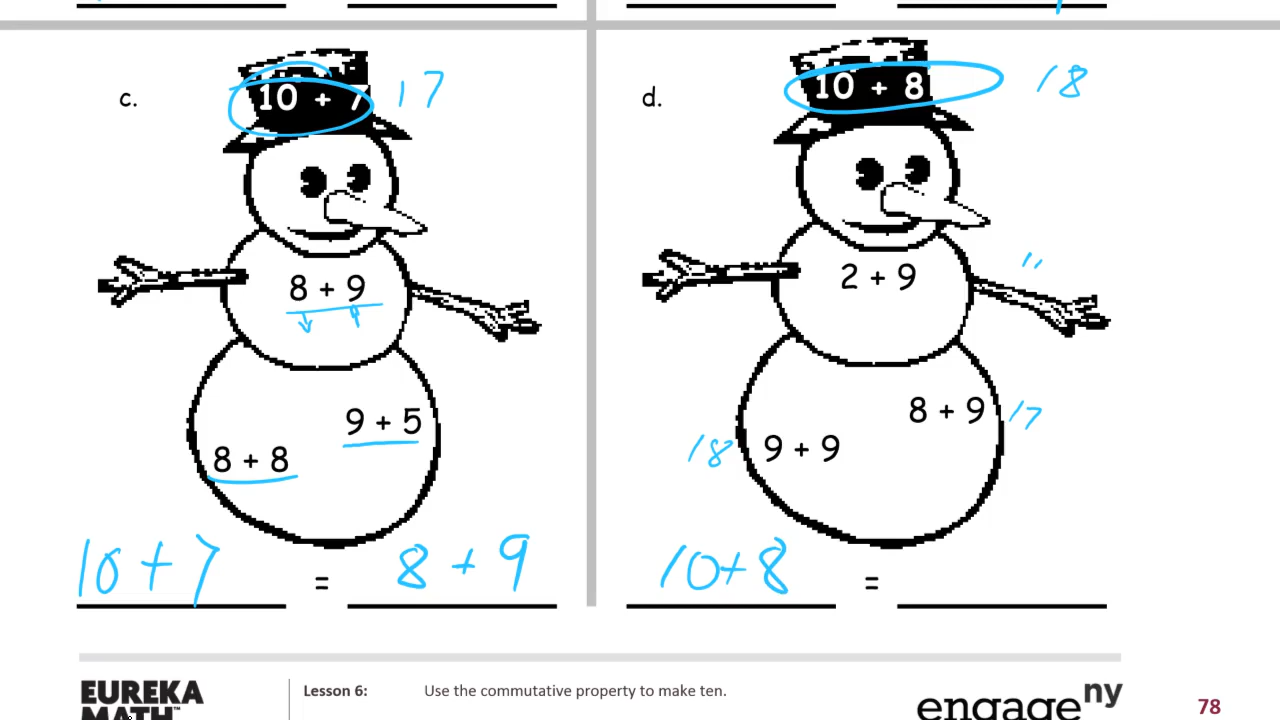 c.
10 + 7 17
8 + 9
9 + 5
8 + 8
10 + 7 = 8 + 9
d.
10 + 8 18
2 + 9 11
8 + 9 17
18 9 + 9
10 + 8 =
EUREKA
MATH™
Lesson 6: Use the commutative property to make ten.
engage ny
78